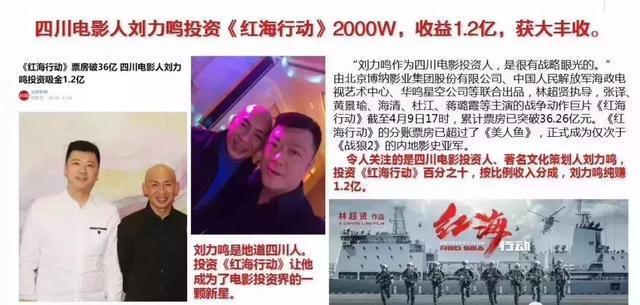 四川电影人刘力鸣投资《红海行动》2000W，收益1.2亿，获大丰收。
《红海行动》票房破36亿 四川电影人刘力
鸣投资吸金1.2亿
刘力鸣是地道四川人。
投资《红海行动》让他
成为了电影投资界的一
颗新星。
“刘力鸣作为四川电影投资人，是很有战略眼光的。”
由北京博纳影业集团股份有限公司、中国人民解放军海政电
视艺术中心、华鸣星空公司等联合出品，林超贤执导，张译、
黄景瑜、海清、杜江、蒋璐霞等主演的战争动作巨片《红海
行动》截至4月9日17时，累计票房已突破36.26亿元。《红
海行动》的分账票房已超过了《美人鱼》，正式成为仅次于
《战狼2》的内地影史亚军。
令人关注的是四川电影投资人、著名文化策划人刘力鸣，
投资《红海行动》百分之十，按比例收入分成，刘力鸣纯赚
1.2亿。
林超贤 作品
A DANTE LAM FILM
红海
行动
OPERATION
RED SEA